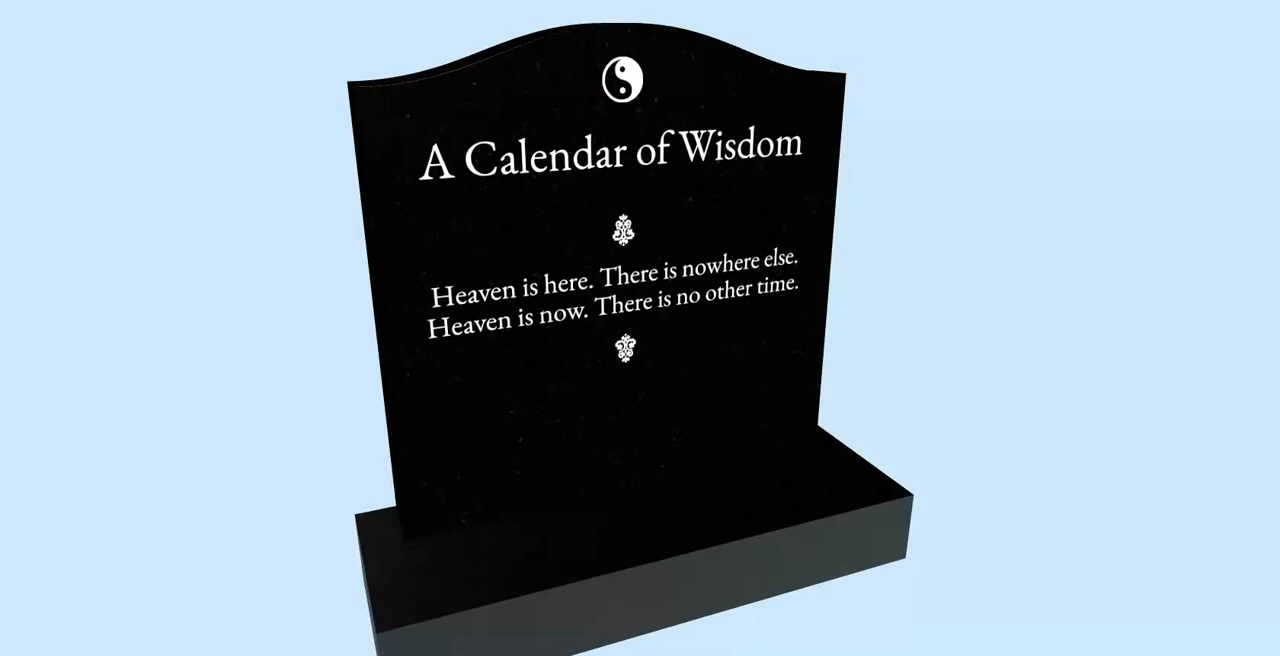 A Calendar of Wisdom
Heaven is here. There is nowhere else.
Heaven is now. There is no other time.